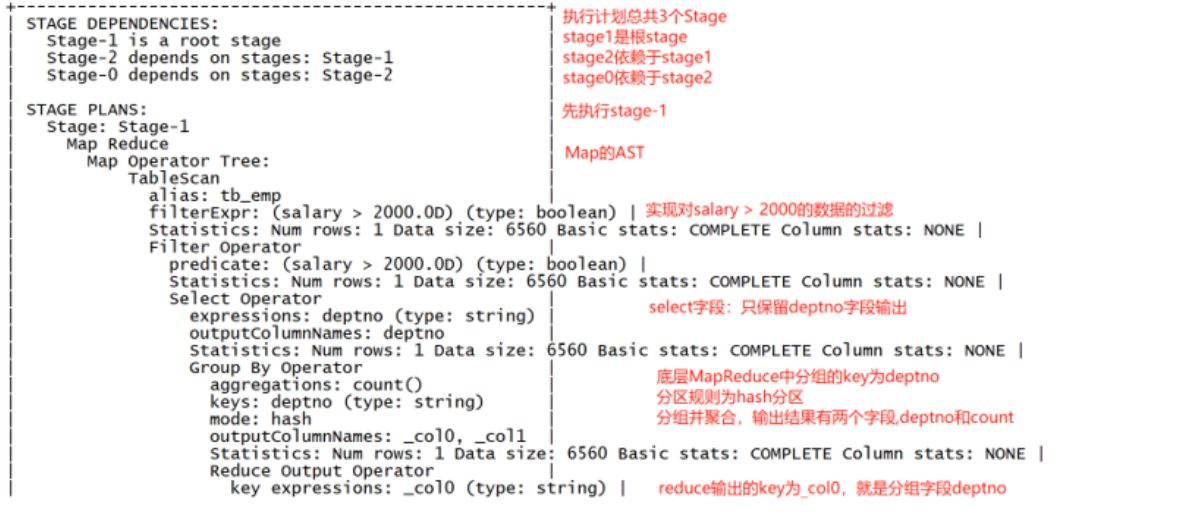 +----------------------------------------------------+
| STAGE DEPENDENCIES: | 执行计划总共3个Stage
| Stage-1 is a root stage | stage1是根stage
| Stage-2 depends on stages: Stage-1 | stage2依赖于stage1
| Stage-0 depends on stages: Stage-2 | stage0依赖于stage2
| STAGE PLANS: | 先执行stage-1
| Stage: Stage-1
| Map Reduce | Map的AST
| Map Operator Tree:
| TableScan
| alias: tb_emp |
| filterExpr: (salary > 2000.0D) (type: boolean) | 实现对salary > 2000的数据的过滤
| Statistics: Num rows: 1 Data size: 6560 Basic stats: COMPLETE Column stats: NONE |
| Filter Operator |
| predicate: (salary > 2000.0D) (type: boolean) |
| Statistics: Num rows: 1 Data size: 6560 Basic stats: COMPLETE Column stats: NONE |
| Select Operator | select字段：只保留deptno字段输出
| expressions: deptno (type: string) |
| outputColumnNames: deptno |
| Statistics: Num rows: 1 Data size: 6560 Basic stats: COMPLETE Column stats: NONE |
| Group By Operator | 底层MapReduce中分组的key为deptno
| aggregations: count() | 分区规则为hash分区
| keys: deptno (type: string) | 分组并聚合，输出结果有两个字段,deptno和count
| mode: hash |
| outputColumnNames: _col0, _col1 |
| Statistics: Num rows: 1 Data size: 6560 Basic stats: COMPLETE Column stats: NONE |
| Reduce Output Operator |
| key expressions: _col0 (type: string) | reduce输出的key为_col0，就是分组字段deptno